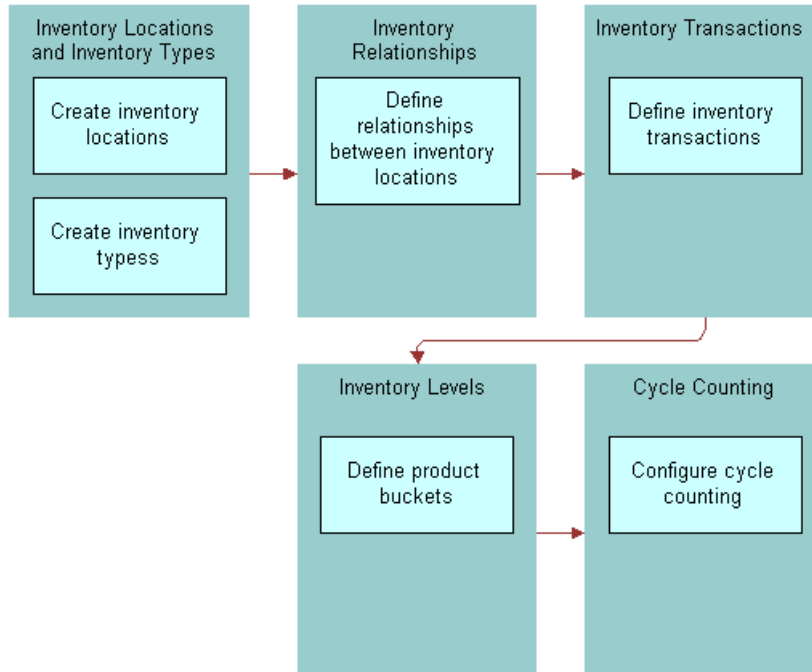 Inventory Locations
and Inventory Types
Create inventory
locations
Create inventory
typess
Inventory
Relationships
Define
relationships
between inventory
locations
Inventory Transactions
Define inventory
transactions
Inventory Levels
Define product
buckets
Cycle Counting
Configure cycle
counting